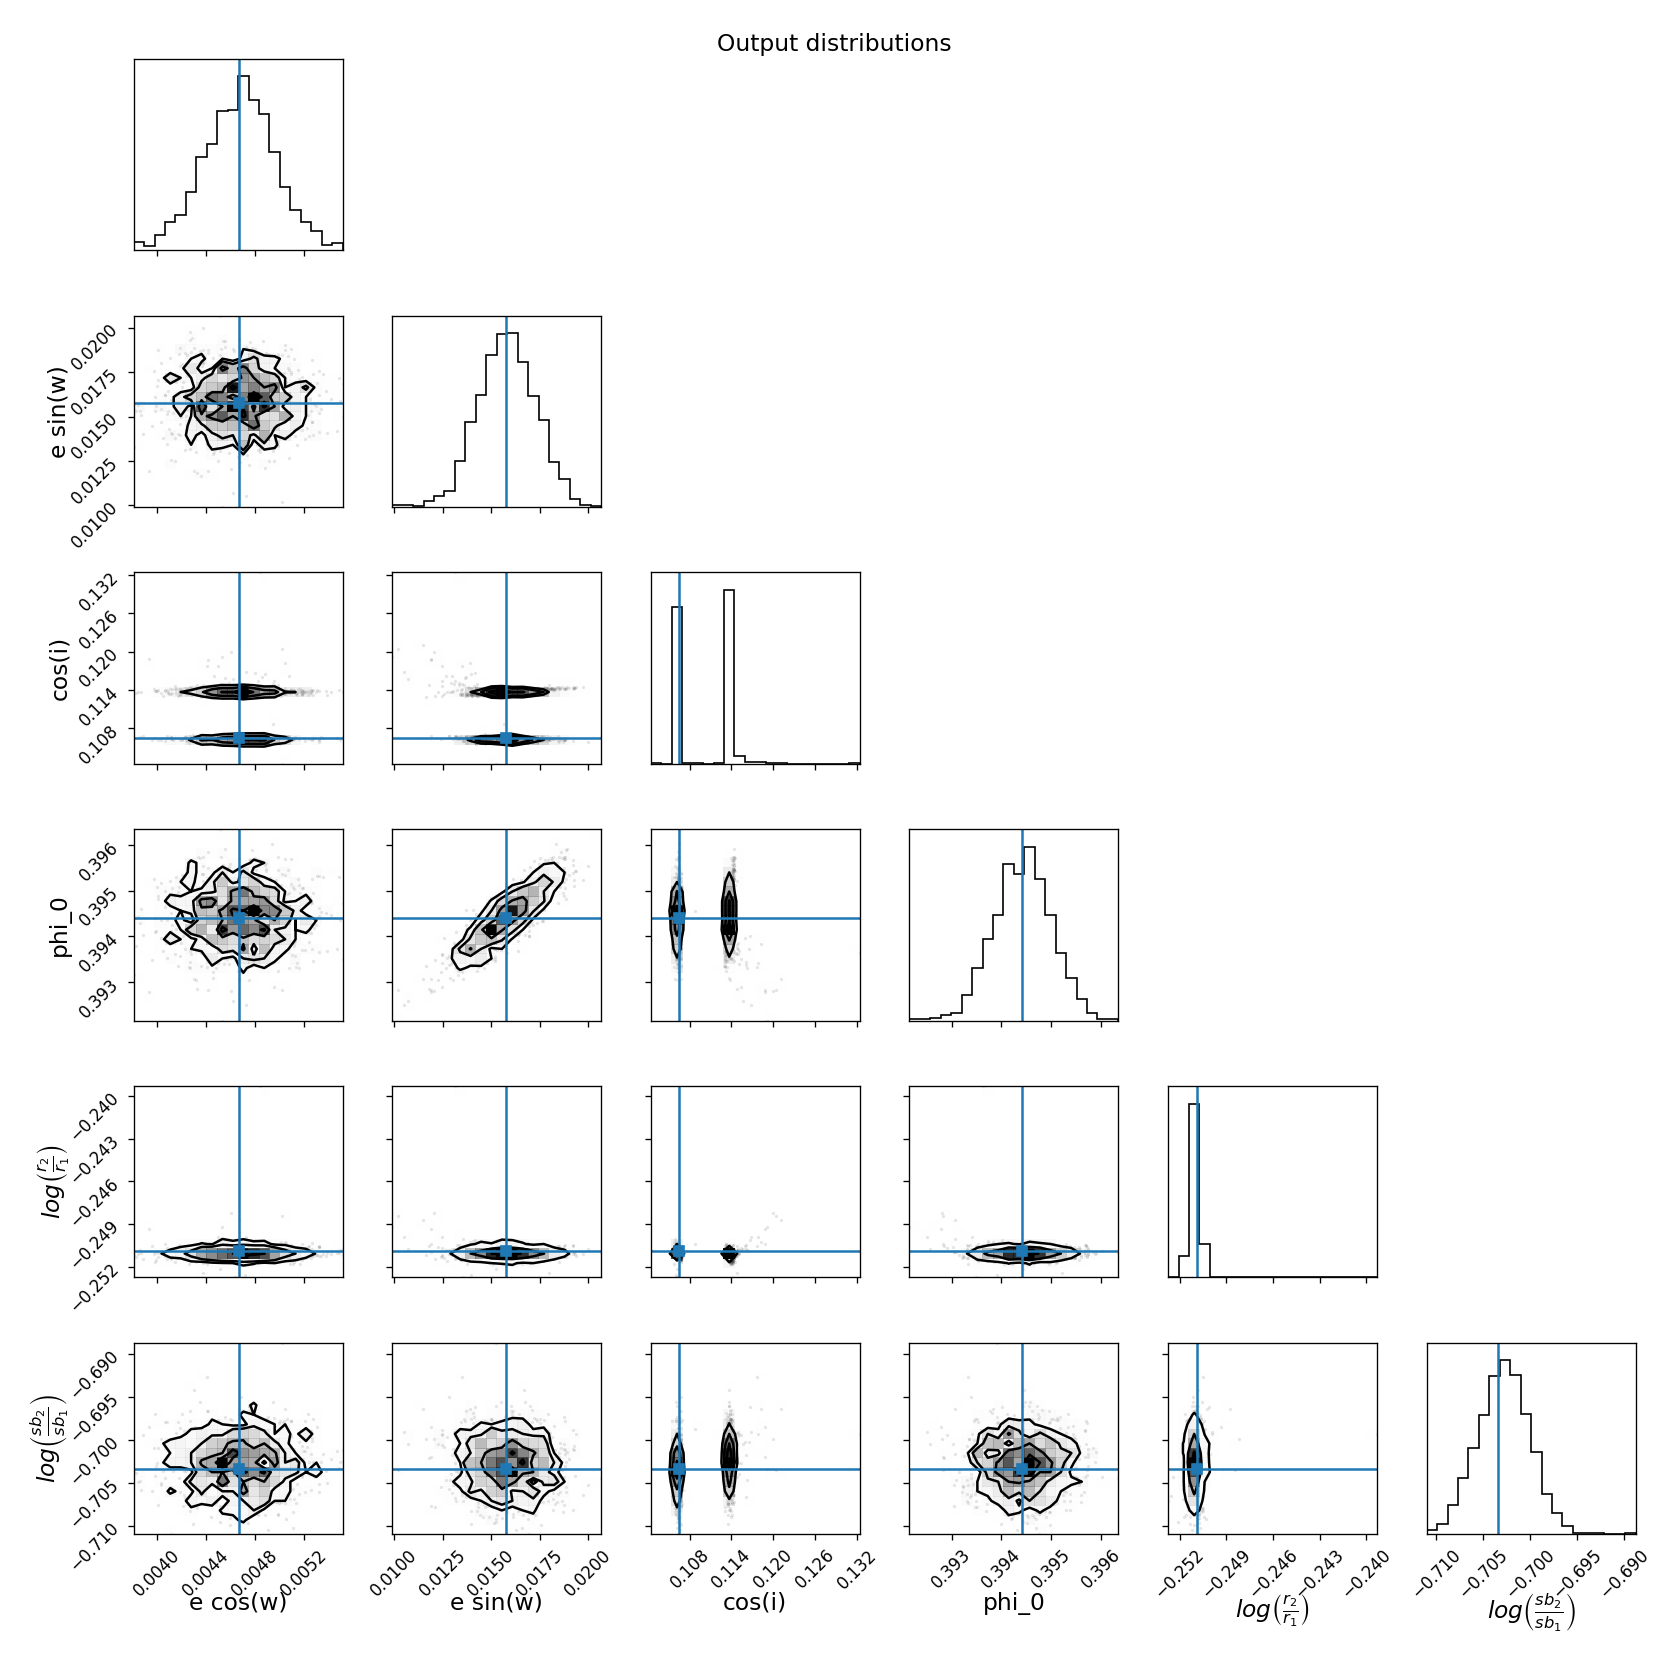 Output distributions
0.0200
0.0175
0.0150
0.0125
0.0100
e sin(w)
0.132
0.126
0.120
0.114
0.108
cos(i)
0.396
0.395
0.394
0.393
phi_0
−0.240
−0.243
−0.246
−0.249
−0.252
log(r2/r1)
−0.690
−0.695
−0.700
−0.705
−0.710
log(sb2/sb1)
0.0040 0.0044 0.0048 0.0052
e cos(w)
0.0100 0.0125 0.0150 0.0175 0.0200
e sin(w)
0.108 0.114 0.120 0.126 0.132
cos(i)
0.393 0.394 0.395 0.396
phi_0
−0.252 −0.249 −0.246 −0.243 −0.240
log(r2/r1)
−0.710 −0.705 −0.700 −0.695 −0.690
log(sb2/sb1)